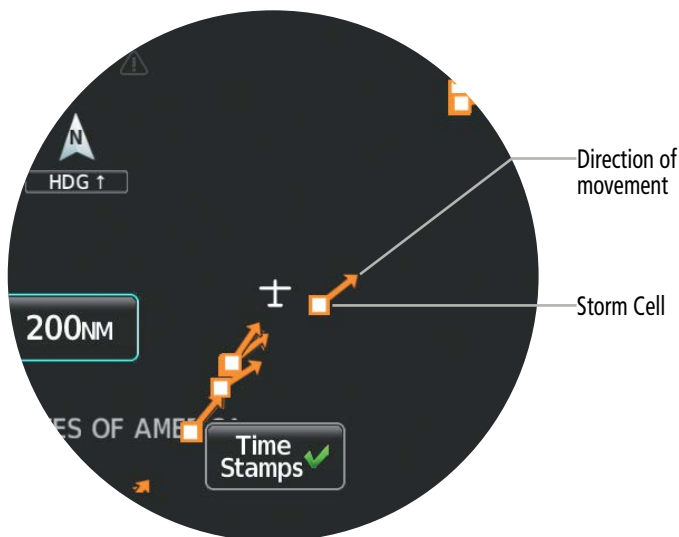 N
HDG ↑
Direction of
movement
Storm Cell
200NM
ES OF AME
Time
Stamps